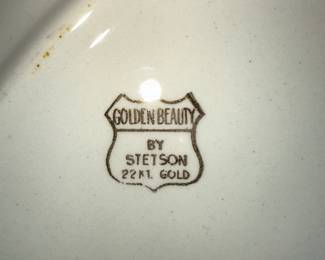 GOLDEN BEAUTY
BY
STETSON
22 KT. GOLD